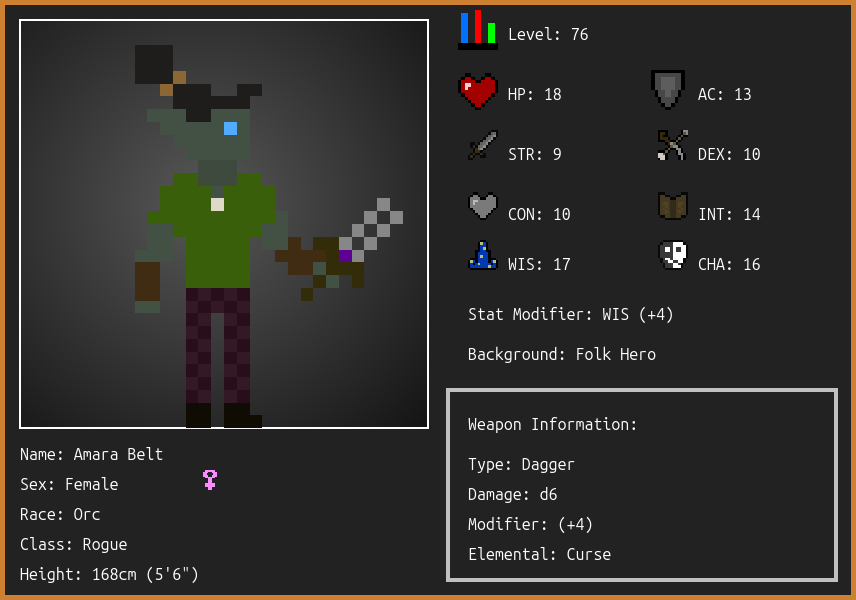 Level: 76
HP: 18
AC: 13
STR: 9
DEX: 10
CON: 10
INT: 14
WIS: 17
CHA: 16
Stat Modifier: WIS (+4)
Background: Folk Hero
Weapon Information:
Type: Dagger
Damage: d6
Modifier: (+4)
Elemental: Curse
Name: Amara Belt
Sex: Female
Race: Orc
Class: Rogue
Height: 168cm (5'6")